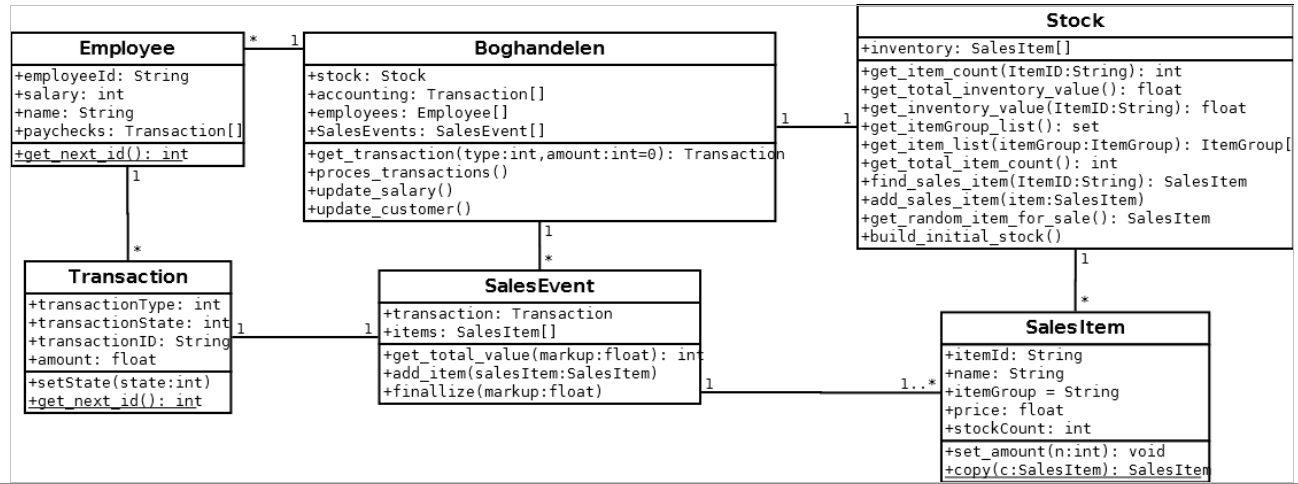 Employee
+employeeId: String
+salary: int
+name: String
+paychecks: Transaction[]
+get_next_id(): int
* 1
Boghandelen
+stock: Stock
+accounting: Transaction[]
+employees: Employee[]
+SalesEvents: SalesEvent[]
+get_transaction(type:int,amount:int=0): Transaction
+proces_transactions()
+update_salary()
+update_customer()
1 1
Stock
+inventory: SalesItem[]
+get_item_count(ItemID:String): int
+get_total_inventory_value(): float
+get_inventory_value(ItemID:String): float
+get_itemGroup_list(): set
+get_item_list(itemGroup:ItemGroup): ItemGroup[
+get_total_item_count(): int
+find_sales_item(ItemID:String): SalesItem
+add_sales_item(item:SalesItem)
+get_random_item_for_sale(): SalesItem
+build_initial_stock()
1
*
1
*
1
*
Transaction
+transactionType: int
+transactionState: int
+transactionID: String
+amount: float
+setState(state:int)
+get_next_id(): int
1 1
SalesEvent
+transaction: Transaction
+items: SalesItem[]
+get_total_value(markup:float): int
+add_item(salesItem:SalesItem)
+finallize(markup:float)
1 1..*
SalesItem
+itemId: String
+name: String
+itemGroup = String
+price: float
+stockCount: int
+set_amount(n:int): void
+copy(c:SalesItem): SalesItem